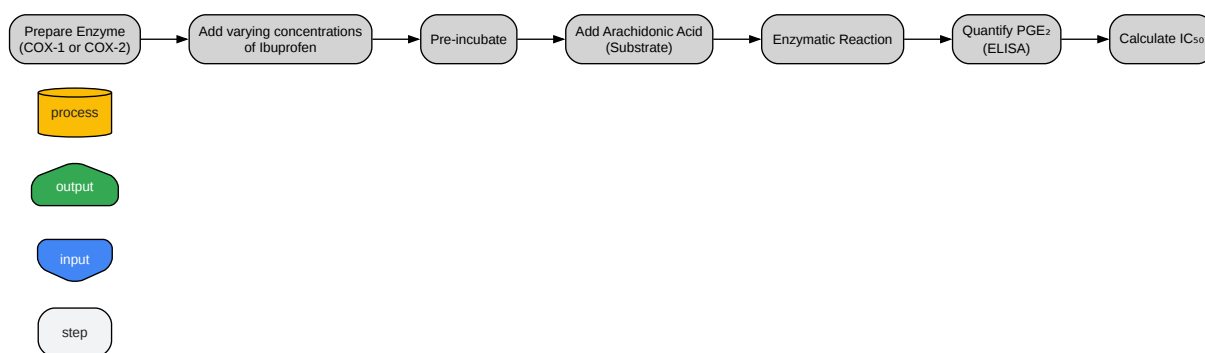 Prepare Enzyme
(COX-1 or COX-2)
Add varying concentrations
of Ibuprofen
Pre-incubate
Add Arachidonic Acid
(Substrate)
Enzymatic Reaction
Quantify PGE₂
(ELISA)
Calculate IC₅₀
process
output
input
step